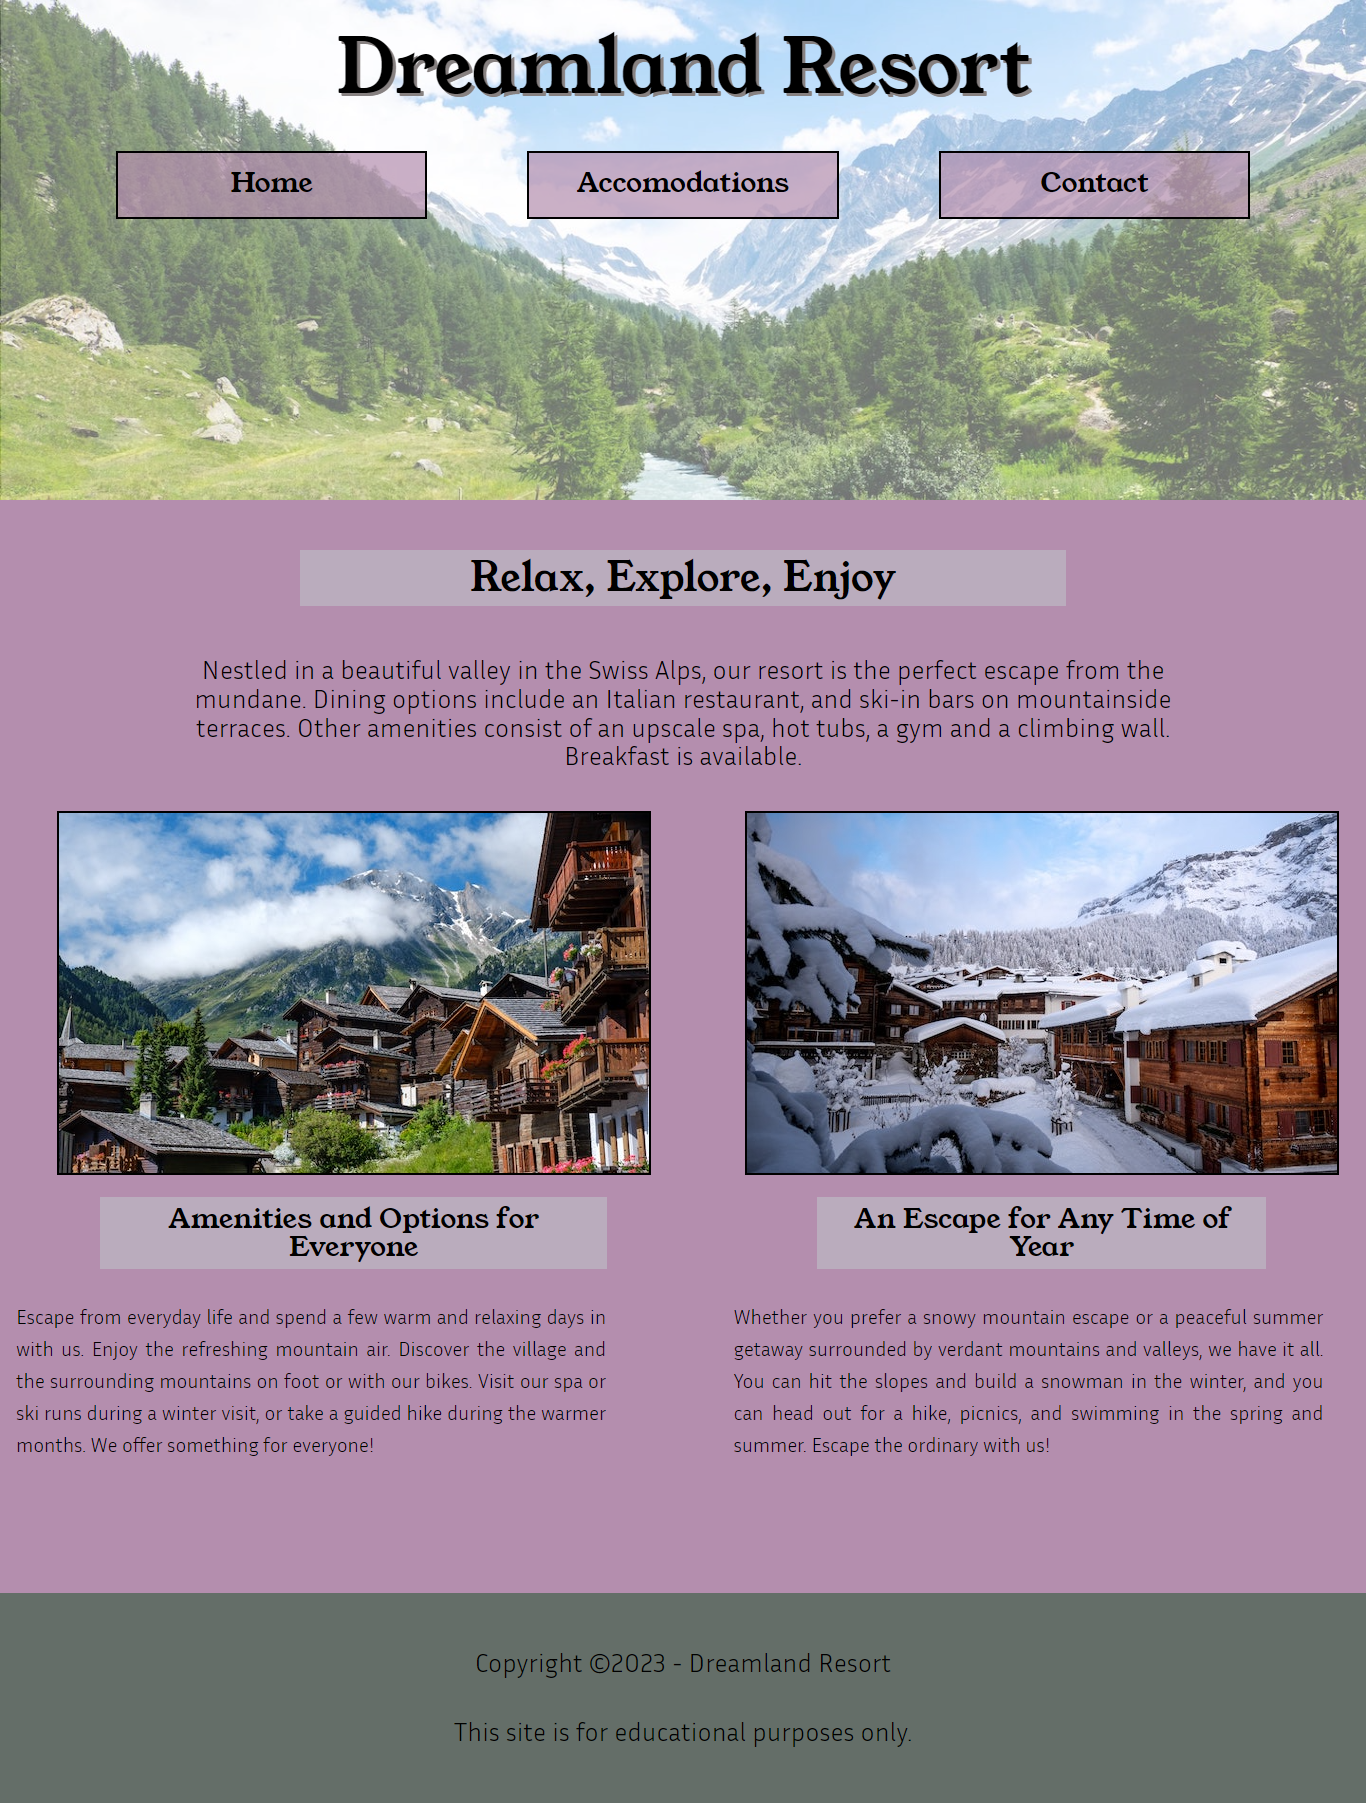 Dreamland Resort
Home
Accomodations
Contact
Relax, Explore, Enjoy
Nestled in a beautiful valley in the Swiss Alps, our resort is the perfect escape from the
mundane. Dining options include an Italian restaurant, and ski-in bars on mountainside
terraces. Other amenities consist of an upscale spa, hot tubs, a gym and a climbing wall.
Breakfast is available.
Amenities and Options for
Everyone
Escape from everyday life and spend a few warm and relaxing days in
with us. Enjoy the refreshing mountain air. Discover the village and
the surrounding mountains on foot or with our bikes. Visit our spa or
ski runs during a winter visit, or take a guided hike during the warmer
months. We offer something for everyone!
An Escape for Any Time of
Year
Whether you prefer a snowy mountain escape or a peaceful summer
getaway surrounded by verdant mountains and valleys, we have it all.
You can hit the slopes and build a snowman in the winter, and you
can head out for a hike, picnics, and swimming in the spring and
summer. Escape the ordinary with us!
Copyright ©2023 - Dreamland Resort
This site is for educational purposes only.